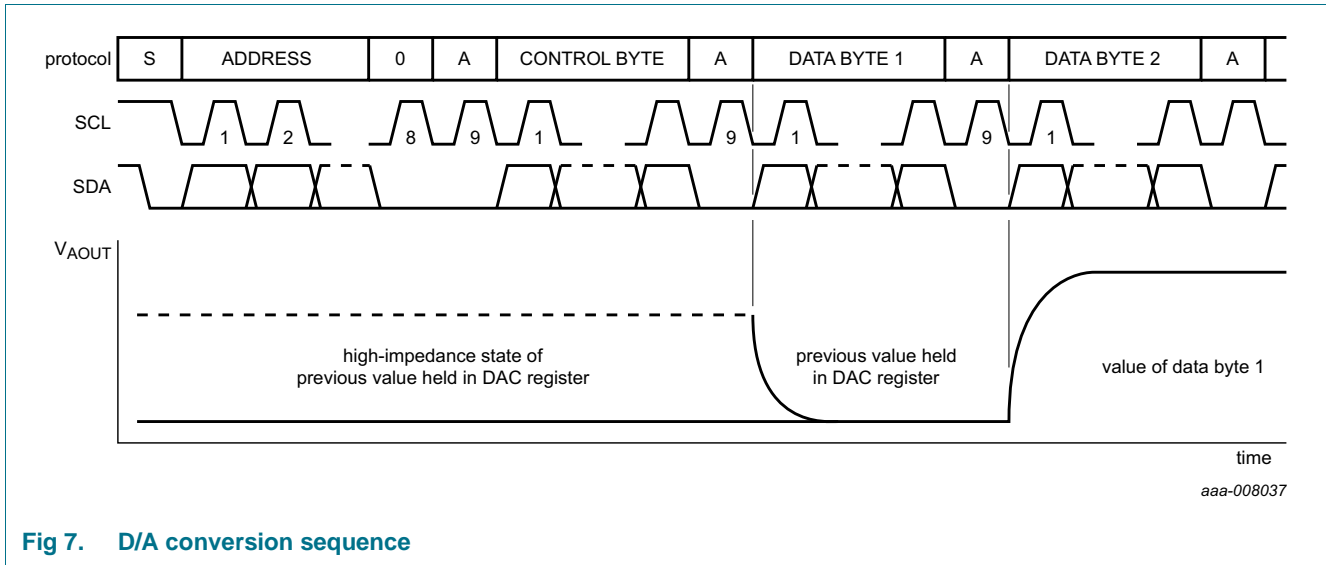 protocol S ADDRESS 0 A CONTROL BYTE A DATA BYTE 1 A DATA BYTE 2 A
SCL 1 2 8 9 1 9 1 9 1
SDA
VAOUT
high-impedance state of
previous value held in DAC register
previous value held
in DAC register
value of data byte 1
time
aaa-008037
Fig 7. D/A conversion sequence